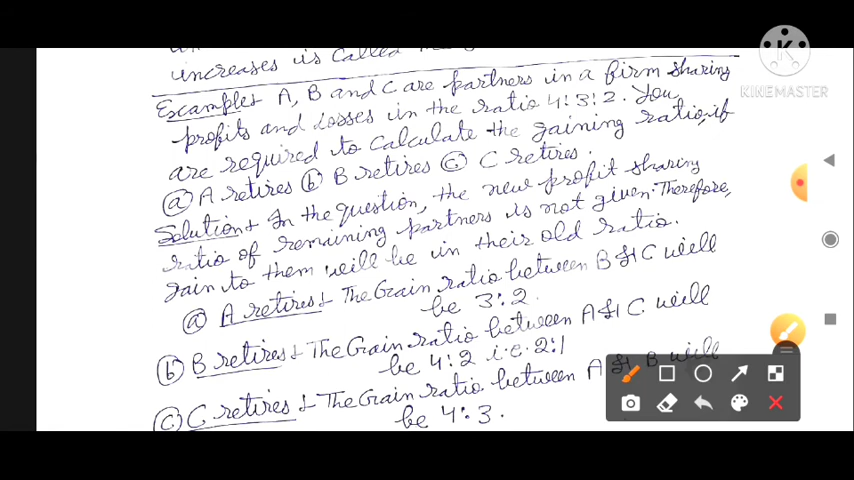 increases is called
KINEMASTER
Example:- A, B and C are partners in a firm sharing
profits and losses in the ratio 4:3:2. You
are required to calculate the gaining ratio, if
(a) A retires (b) B retires (c) C retires.
Solution:- In the question, the new profit sharing
ratio of remaining partners is not given. Therefore,
gain to them will be in their old ratio.
(a) A retires:- The Gain ratio between B & C will
be 3:2.
(b) B retires:- The Gain ratio between A & C will
be 4:2 i.e. 2:1
(c) C retires:- The Gain ratio between A & B will
be 4:3.